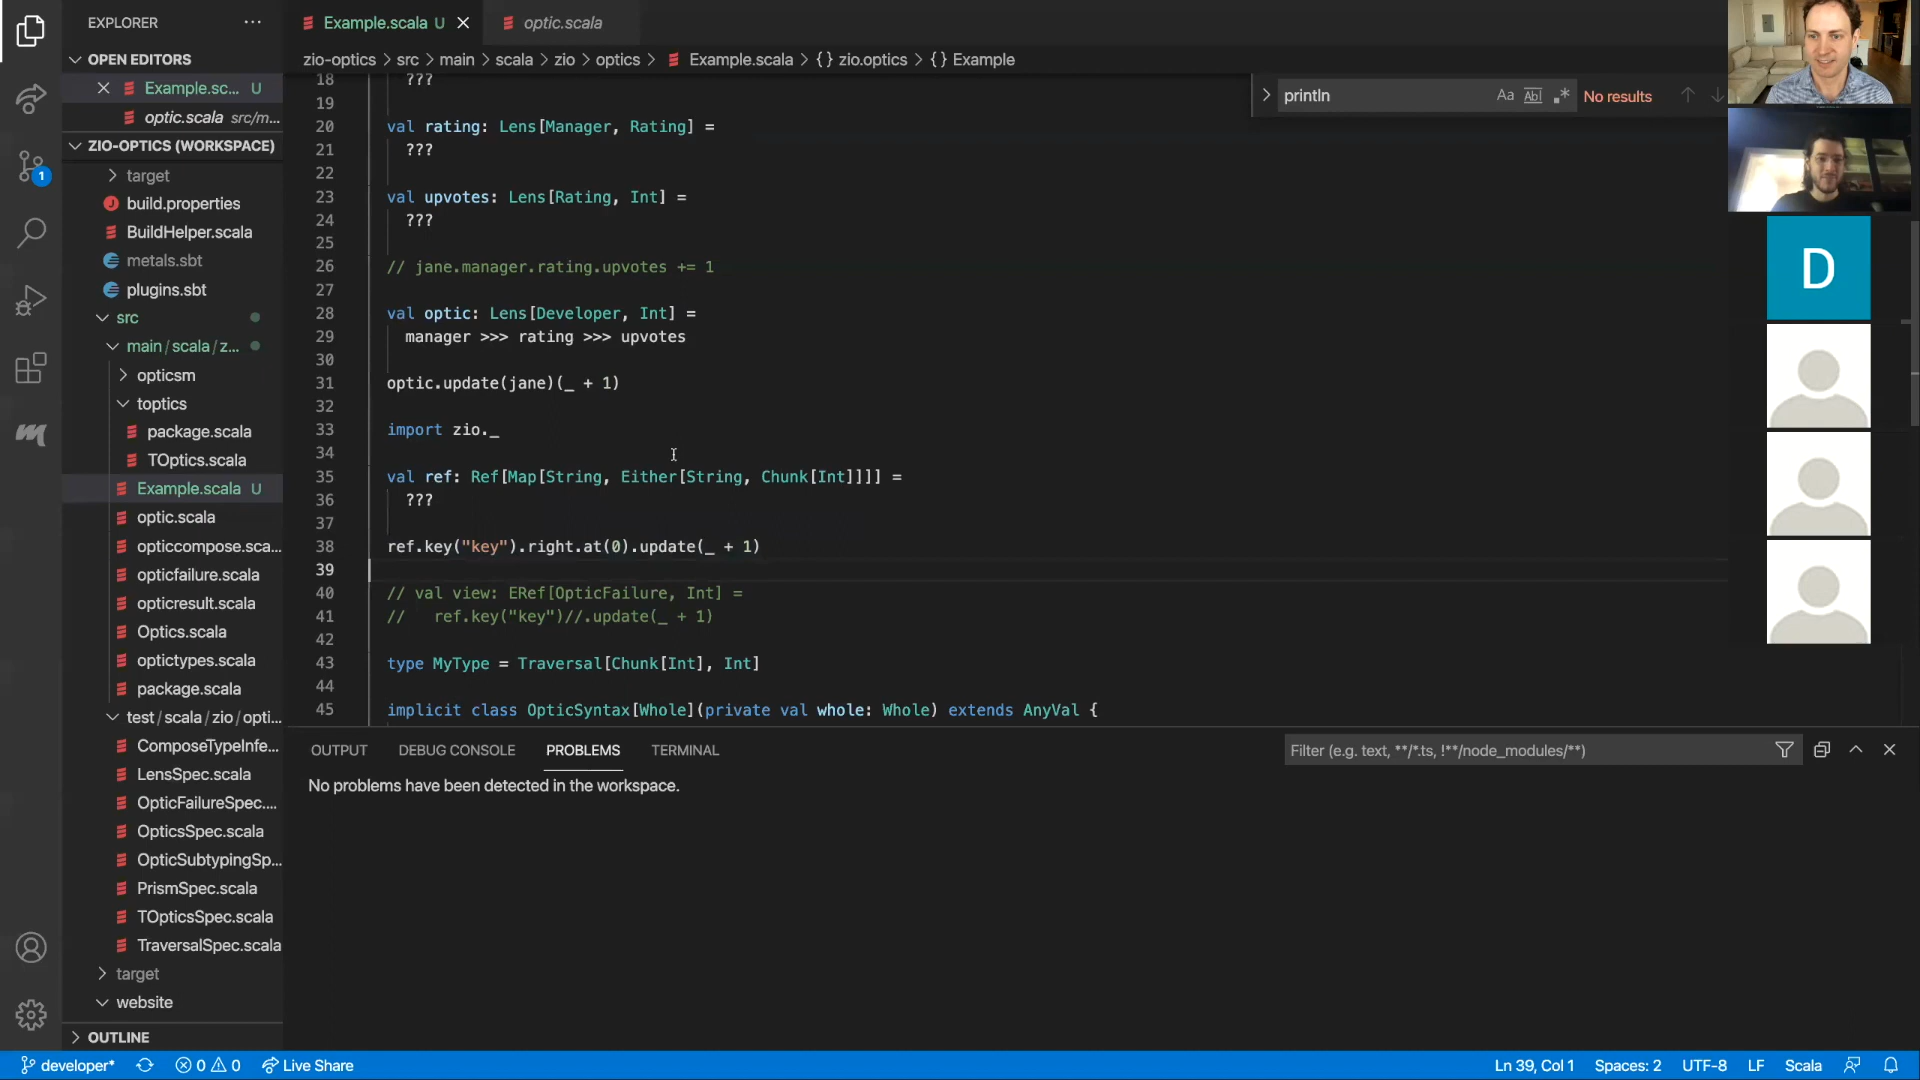 EXPLORER
OPEN EDITORS
Example.sc... U
optic.scala src/m...
ZIO-OPTICS (WORKSPACE)
target
build.properties
BuildHelper.scala
metals.sbt
plugins.sbt
src
main/scala/z...
opticsm
toptics
package.scala
TOptics.scala
Example.scala U
optic.scala
opticcompose.sca...
opticfailure.scala
opticresult.scala
Optics.scala
optictypes.scala
package.scala
test/scala/zio/opti...
ComposeTypeInfe...
LensSpec.scala
OpticFailureSpec....
OpticsSpec.scala
OpticSubtypingSp...
PrismSpec.scala
TOpticsSpec.scala
TraversalSpec.scala
target
website
OUTLINE
1
Example.scala U
optic.scala
zio-optics > src > main > scala > zio > optics > Example.scala > {} zio.optics > {} Example
println
Aa Abl .* No results
18 ???
19
20 val rating: Lens[Manager, Rating] =
21 ???
22
23 val upvotes: Lens[Rating, Int] =
24 ???
25
26 // jane.manager.rating.upvotes += 1
27
28 val optic: Lens[Developer, Int] =
29 manager >>> rating >>> upvotes
30
31 optic.update(jane)(_ + 1)
32
33 import zio._
34
35 val ref: Ref[Map[String, Either[String, Chunk[Int]]]] =
36 ???
37
38 ref.key("key").right.at(0).update(_ + 1)
39
40 // val view: ERef[OpticFailure, Int] =
41 //   ref.key("key")//.update(_ + 1)
42
43 type MyType = Traversal[Chunk[Int], Int]
44
45 implicit class OpticSyntax[Whole](private val whole: Whole) extends AnyVal {
D
OUTPUT DEBUG CONSOLE PROBLEMS TERMINAL
Filter (e.g. text, **/*.ts, !**/node_modules/**)
No problems have been detected in the workspace.
developer* 0 0 Live Share
Ln 39, Col 1 Spaces: 2 UTF-8 LF Scala